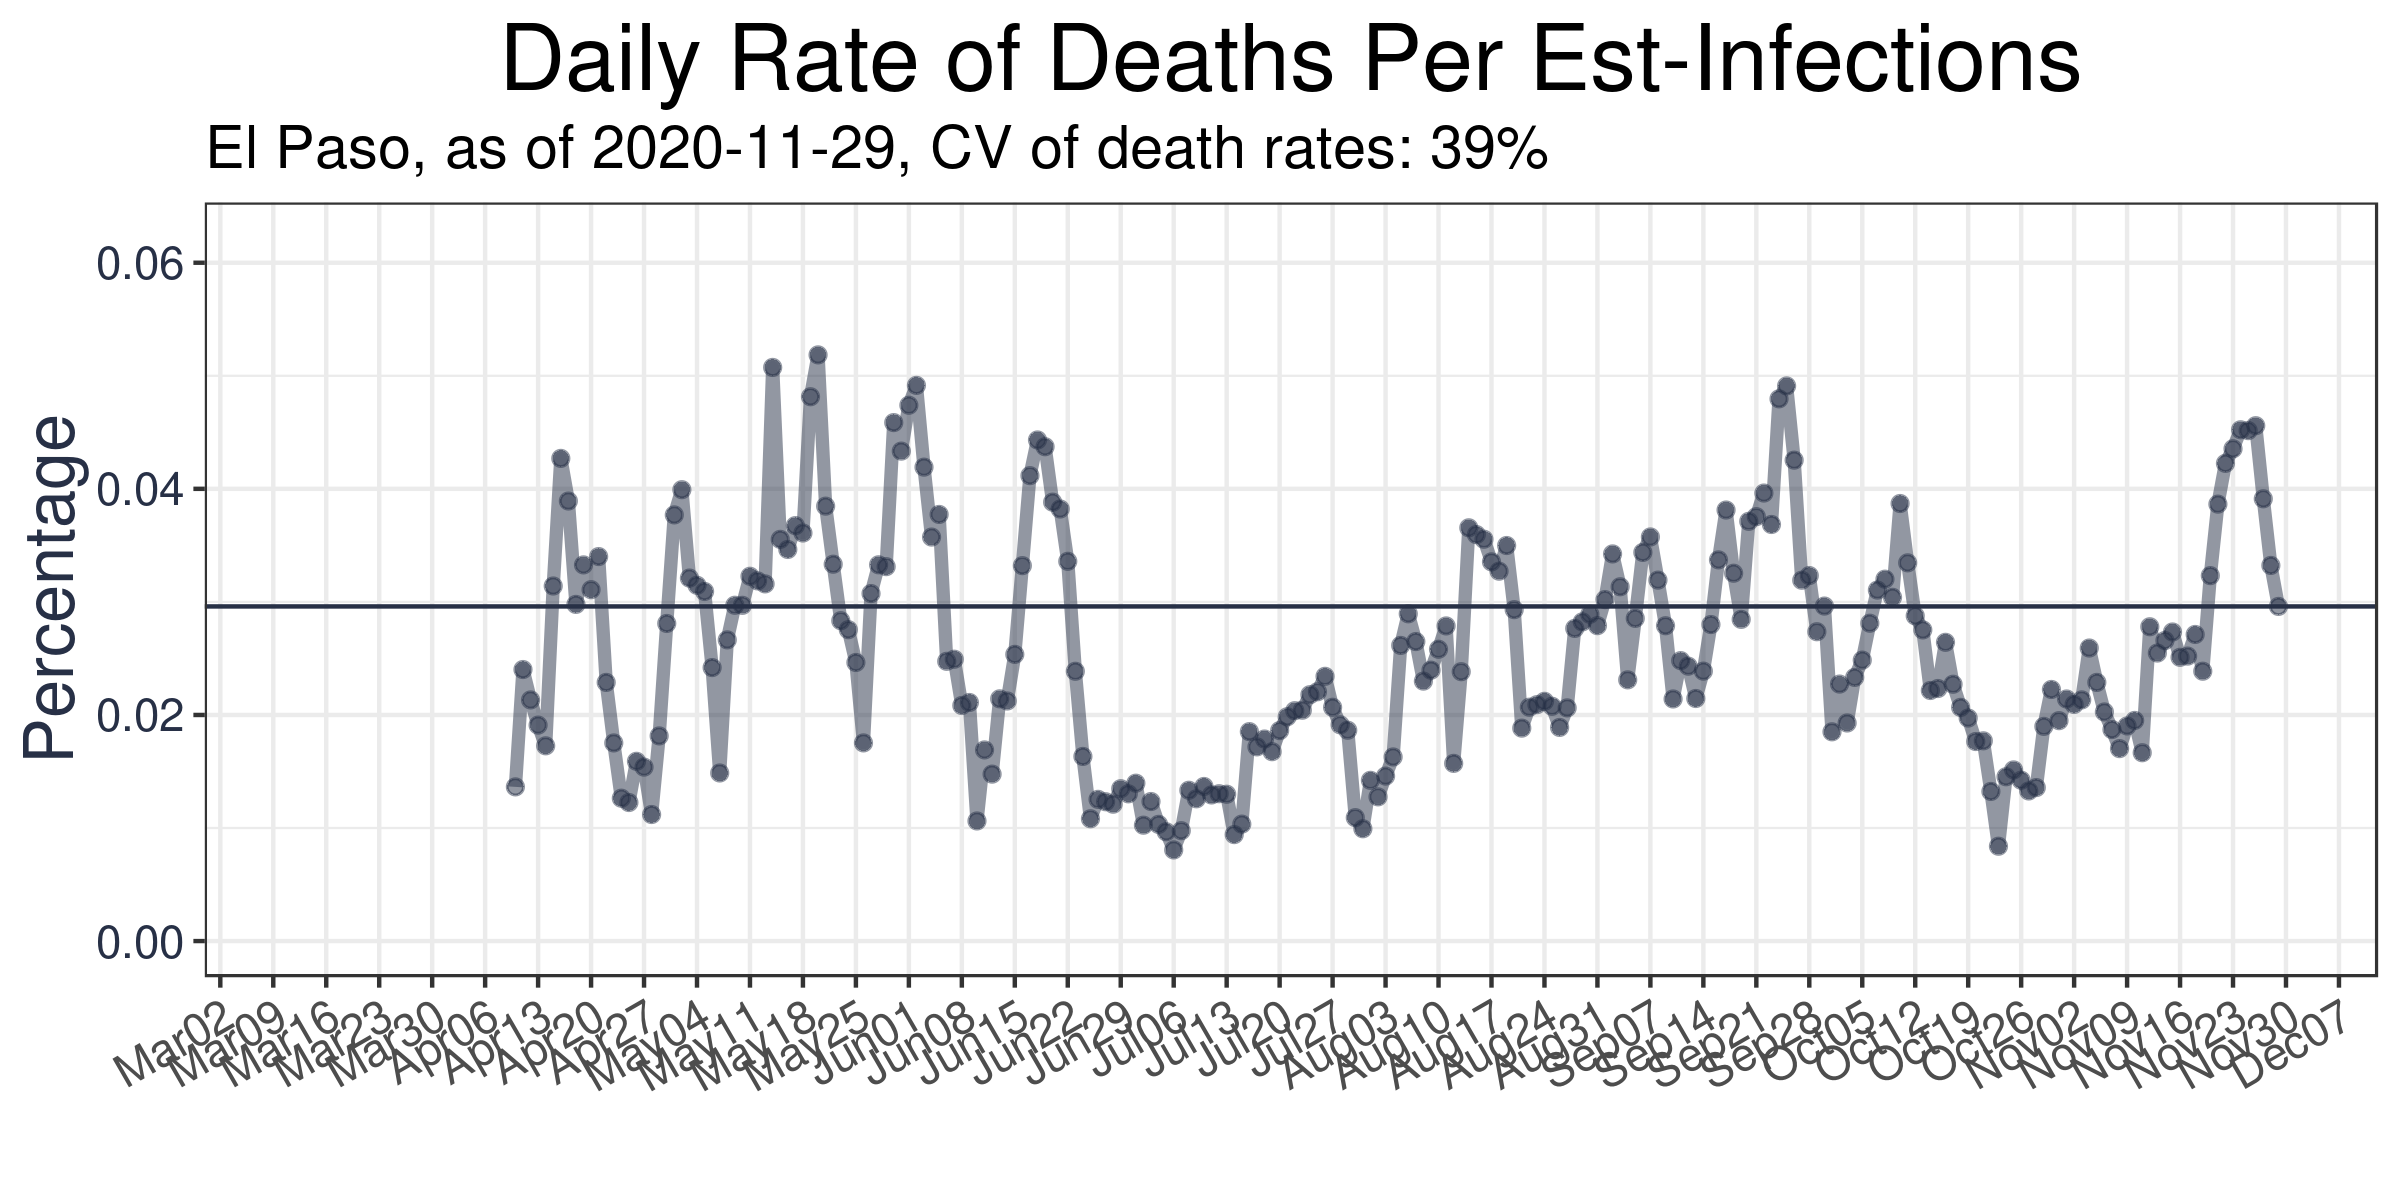 Daily Rate of Deaths Per Est-Infections
El Paso, as of 2020-11-29, CV of death rates: 39%
Percentage
0.06
0.04
0.02
0.00
Mar02
Mar09
Mar16
Mar23
Mar30
Apr06
Apr13
Apr20
Apr27
May04
May11
May18
May25
Jun01
Jun08
Jun15
Jun22
Jun29
Jul06
Jul13
Jul20
Jul27
Aug03
Aug10
Aug17
Aug24
Aug31
Sep07
Sep14
Sep21
Sep28
Oct05
Oct12
Oct19
Oct26
Nov02
Nov09
Nov16
Nov23
Nov30
Dec07